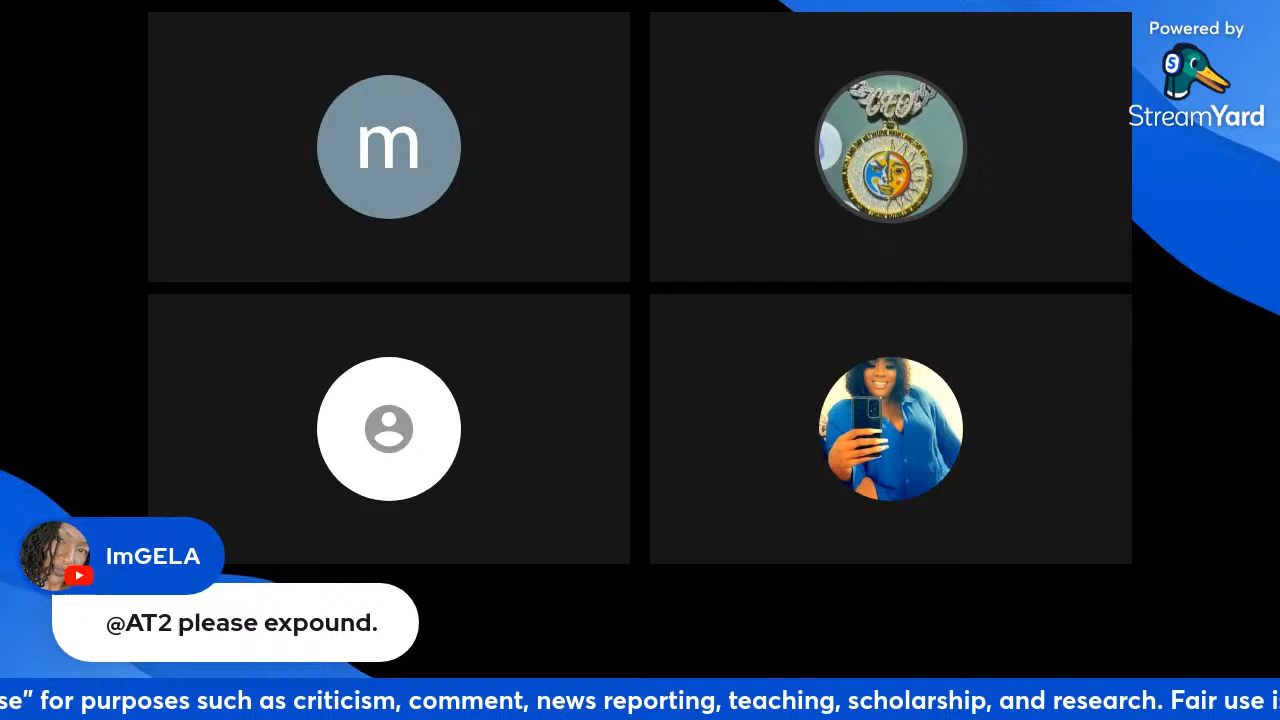 Powered by
StreamYard
m
S
CEO
ImGELA
@AT2 please expound.
se” for purposes such as criticism, comment, news reporting, teaching, scholarship, and research. Fair use i